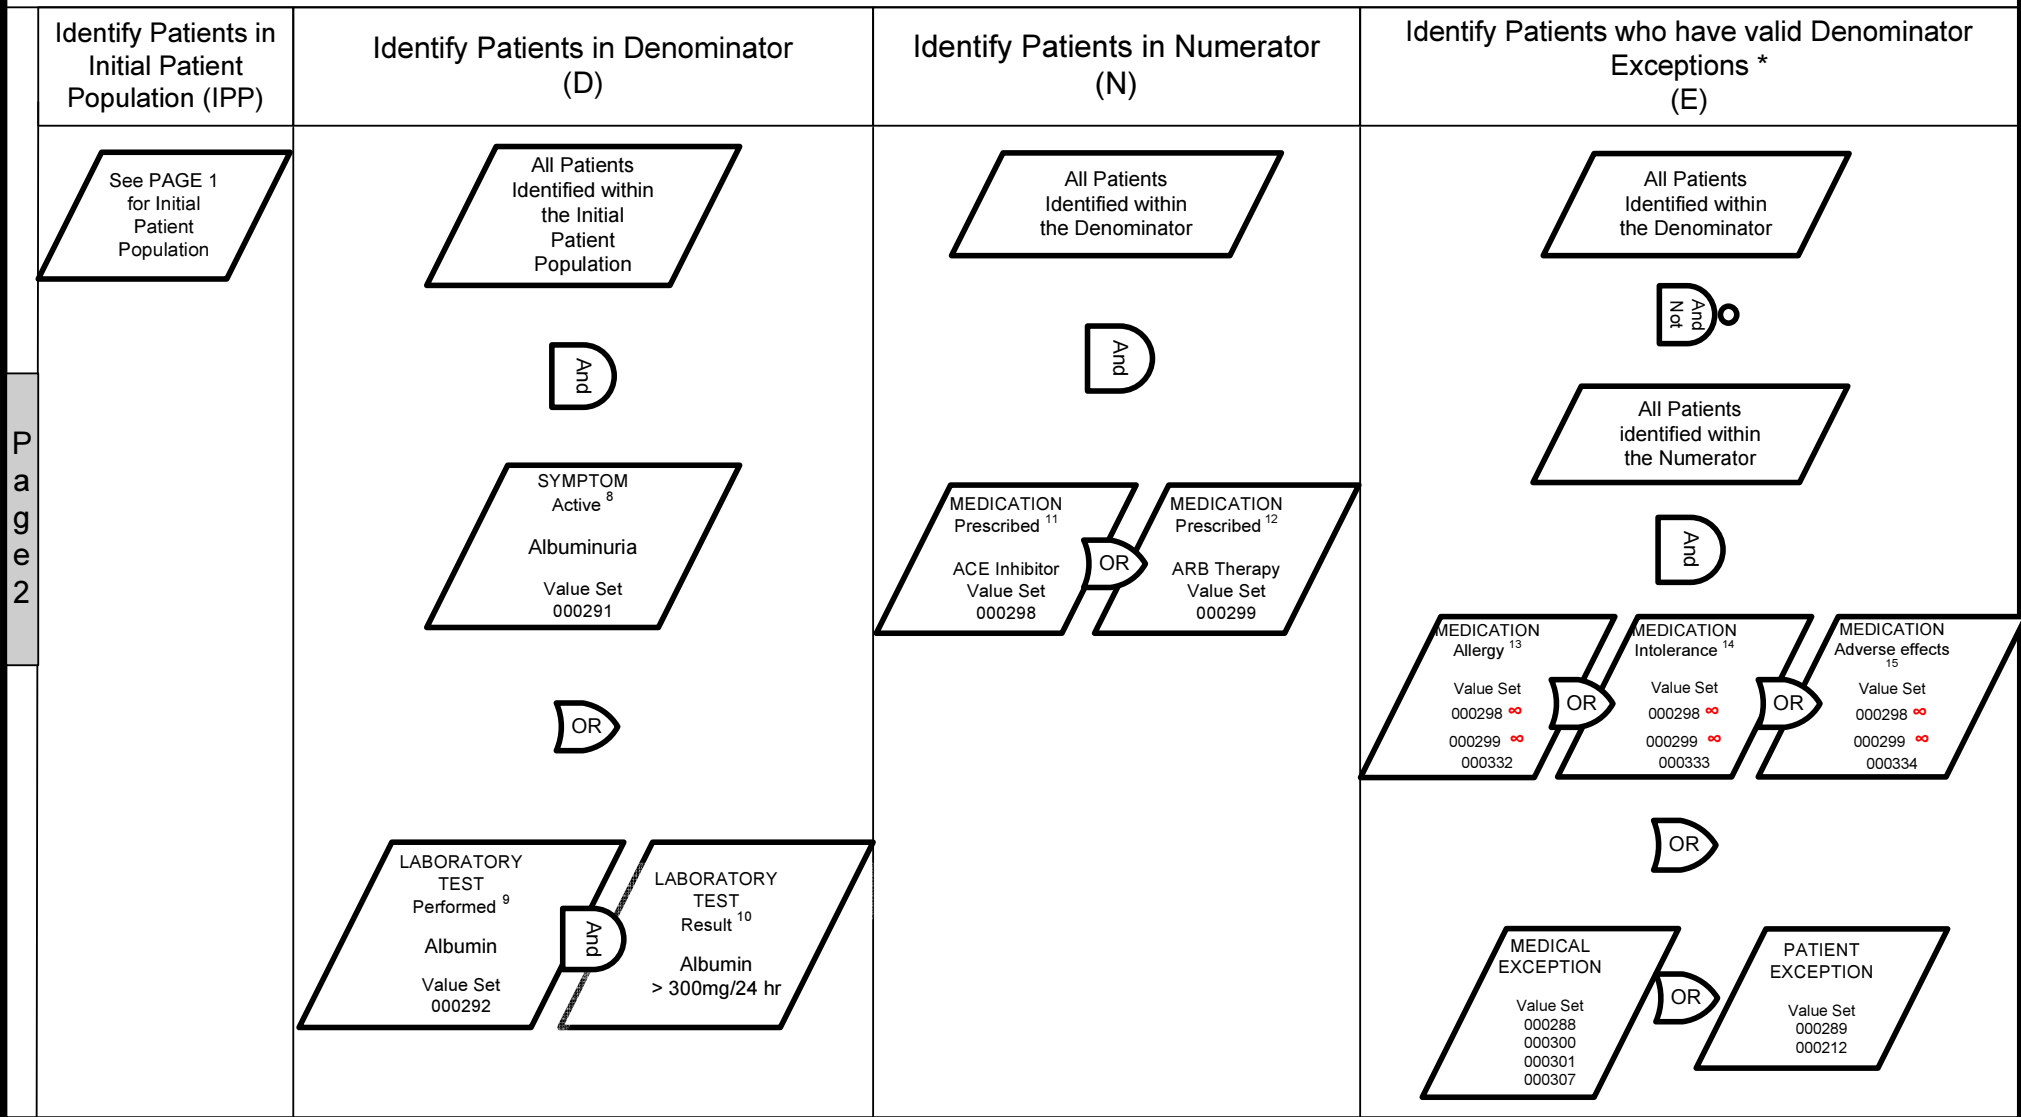 Identify Patients in
Initial Patient
Population (IPP)
Identify Patients in Denominator
(D)
Identify Patients in Numerator
(N)
Identify Patients who have valid Denominator
Exceptions *
(E)
P
a
g
e
2
See PAGE 1
for Initial
Patient
Population
All Patients
Identified within
the Initial
Patient
Population
And
SYMPTOM
Active 8
Albuminuria
Value Set
000291
OR
LABORATORY
TEST
Performed 9
Albumin
Value Set
000292
And
LABORATORY
TEST
Result 10
Albumin
> 300mg/24 hr
All Patients
Identified within
the Denominator
And
MEDICATION
Prescribed 11
ACE Inhibitor
Value Set
000298
OR
MEDICATION
Prescribed 12
ARB Therapy
Value Set
000299
All Patients
Identified within
the Denominator
And
Not
All Patients
identified within
the Numerator
And
MEDICATION
Allergy 13
Value Set
000298 ∞
000299 ∞
000332
OR
MEDICATION
Intolerance 14
Value Set
000298 ∞
000299 ∞
000333
OR
MEDICATION
Adverse effects
15
Value Set
000298 ∞
000299 ∞
000334
OR
MEDICAL
EXCEPTION
Value Set
000288
000300
000301
000307
OR
PATIENT
EXCEPTION
Value Set
000289
000212